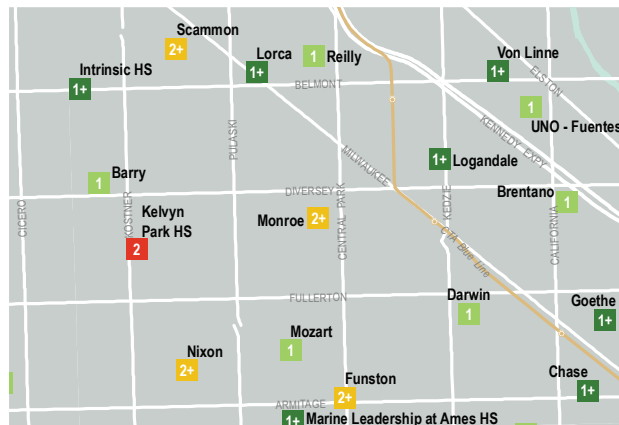 Scammon
2+
Lorca
1+
1
Reilly
Von Linne
1+
Intrinsic HS
1+
BELMONT
ELSTON
1
UNO - Fuentes
KENNEDY EXPY
PULASKI
MILWAUKEE
1+
Logandale
Barry
1
DIVERSEY
Brentano
1
CICERO
KOSTNER
Kelvyn
Park HS
2
Monroe
2+
CENTRAL PARK
KEDZIE
CTA Blue Line
CALIFORNIA
FULLERTON
Darwin
1
Goethe
1+
Mozart
1
Nixon
2+
Funston
2+
Chase
1+
ARMITAGE
1+
Marine Leadership at Ames HS